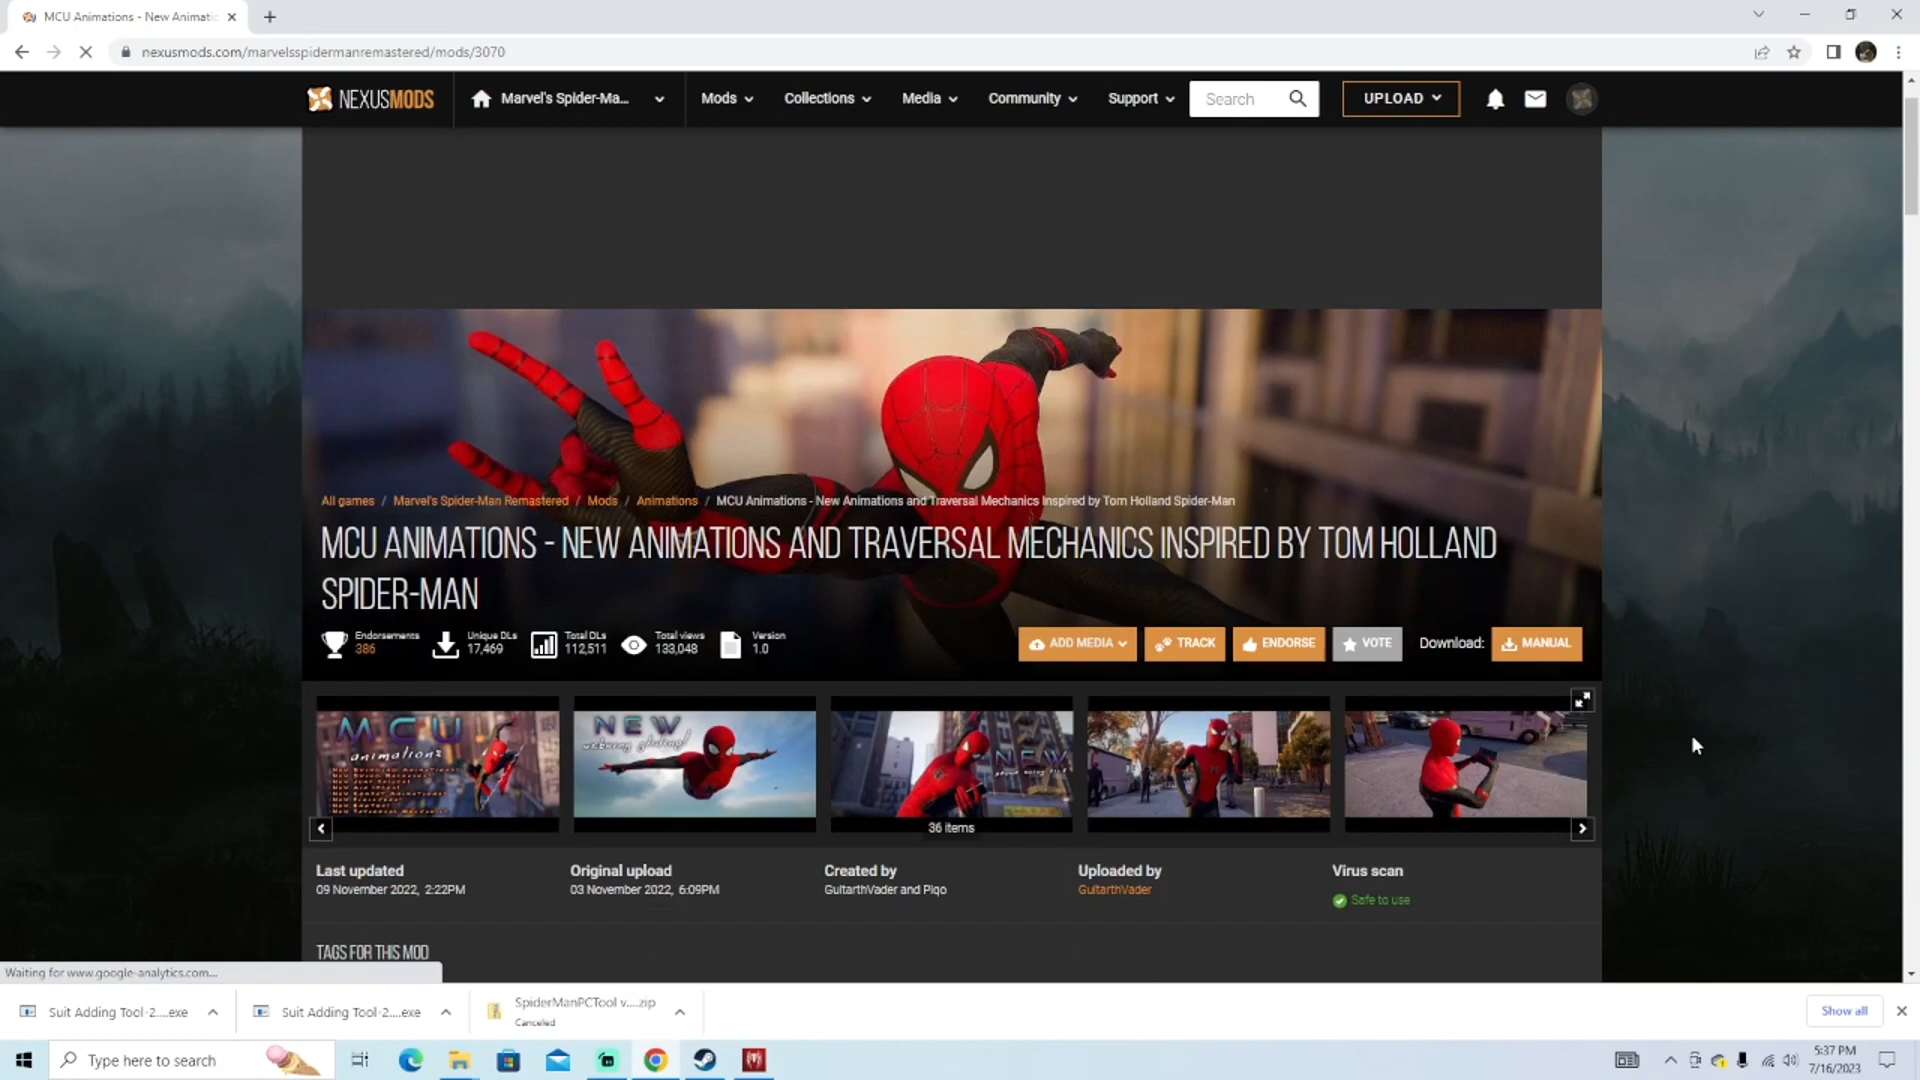 MCU Animations - New Animatic
nexusmods.com/marvelsspidermanremastered/mods/3070
NEXUSMODS
Marvel's Spider-Ma...
Mods
Collections
Media
Community
Support
Search
UPLOAD
All games / Marvel's Spider-Man Remastered / Mods / Animations / MCU Animations - New Animations and Traversal Mechanics Inspired by Tom Holland Spider-Man
MCU ANIMATIONS - NEW ANIMATIONS AND TRAVERSAL MECHANICS INSPIRED BY TOM HOLLAND
SPIDER-MAN
Endorsements
386
Unique DLs
17,469
Total DLs
112,511
Total views
133,048
Version
1.0
ADD MEDIA
TRACK
ENDORSE
VOTE
Download:
MANUAL
MCU
animations
NEW
webwing gliding!
NEW
36 items
Last updated
09 November 2022, 2:22PM
Original upload
03 November 2022, 6:09PM
Created by
GuitarthVader and Piqo
Uploaded by
GuitarthVader
Virus scan
Safe to use
TAGS FOR THIS MOD
Waiting for www.google-analytics.com...
Suit Adding Tool-2....exe
Suit Adding Tool-2....exe
SpiderManPCTool v....zip
Canceled
Show all
Type here to search
5:37 PM
7/16/2023